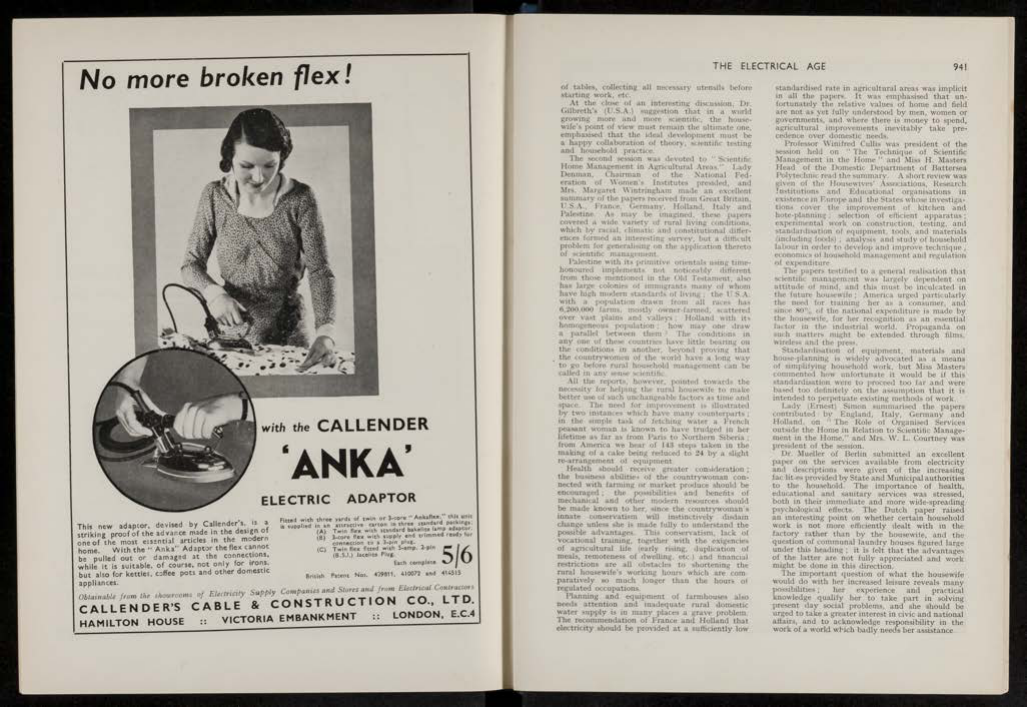 No more broken flex!
with the CALLENDER
'ANKA'
ELECTRIC ADAPTOR
This new adaptor, devised by Callender's, is a
striking proof of the advance made in the design of
one of the most essential articles in the modern
home. With the "Anka" Adaptor the flex cannot
be pulled out or damaged at the connections,
while it is suitable, of course, not only for irons,
but also for kettles, coffee pots and other domestic
appliances.
Fitted with three yards of twin or 3-core "Ankaflex," this unit
is supplied in an attractive carton in three standard packings:
(A) Twin flex with standard bakelite lamp adaptor.
(B) 3-core flex with supply end trimmed ready for
connection to a 3-pin plug.
(C) Twin flex fitted with 5-amp. 2-pin
(B.S.I.) Plug.
Each complete 5/6
British Patents Nos. and
Obtainable from the showrooms of Electricity Supply Companies and Stores and from Electrical Contractors
CALLENDER'S CABLE & CONSTRUCTION CO., LTD.
HAMILTON HOUSE :: VICTORIA EMBANKMENT :: LONDON, E.C.4
THE ELECTRICAL AGE 941
of tables, collecting all necessary utensils before
starting work, etc.
At the close of an interesting discussion, Dr.
Gilbreth's (U.S.A.) suggestion that in a world
growing more and more scientific, the house-
wife's point of view must remain the ultimate one,
emphasised that the ideal development must be
a happy collaboration of theory, scientific testing
and household practice.
The second session was devoted to "Scientific
Home Management in Agricultural Areas." Lady
Denman, Chairman of the National Fed-
eration of Women's Institutes presided, and
Mrs. Margaret Wintringham made an excellent
summary of the papers received from Great Britain,
U.S.A., France, Germany, Holland, Italy and
Palestine. As may be imagined, these papers
covered a wide variety of rural living conditions,
which by racial, climatic and constitutional differ-
ences formed an interesting survey, but a difficult
problem for generalising on the application thereto
of scientific management.
Palestine with its primitive orientals using time-
honoured implements not noticeably different
from those mentioned in the Old Testament, also
has large colonies of immigrants many of whom
have high modern standards of living; the U.S.A.
with a population drawn from all races has
6,200,000 farms, mostly owner-farmed, scattered
over vast plains and valleys; Holland with its
homogeneous population; how may one draw
a parallel between them? The conditions in
any one of these countries have little bearing on
the conditions in another, beyond proving that
the countrywomen of the world have a long way
to go before rural household management can be
called in any sense scientific.
All the reports, however, pointed towards the
necessity for helping the rural housewife to make
better use of such unchangeable factors as time and
space. The need for improvement is illustrated
by two instances which have many counterparts;
in the simple task of fetching water a French
peasant woman is known to have trudged in her
lifetime as far as from Paris to Northern Siberia;
from America we hear of 143 steps taken in the
making of a cake being reduced to 24 by a slight
re-arrangement of equipment.
Health should receive greater consideration;
the business abilities of the countrywoman con-
nected with farming or market produce should be
encouraged; the possibilities and benefits of
mechanical and other modern resources should
be made known to her, since the countrywoman's
innate conservatism will instinctively disdain
change unless she is made fully to understand the
possible advantages. This conservatism, lack of
vocational training, together with the exigencies
of agricultural life (early rising, duplication of
meals, remoteness of dwelling, etc.) and financial
restrictions are all obstacles to shortening the
rural housewife's working hours which are com-
paratively so much longer than the hours of
regulated occupations.
Planning and equipment of farmhouses also
needs attention and inadequate rural domestic
water supply is in many places a grave problem.
The recommendation of France and Holland that
electricity should be provided at a sufficiently low
standardised rate in agricultural areas was implicit
in all the papers. It was emphasised that un-
fortunately the relative values of home and field
are not as yet fully understood by men, women or
governments, and where there is money to spend,
agricultural improvements inevitably take pre-
cedence over domestic needs.
Professor Winifred Cullis was president of the
session held on "The Technique of Scientific
Management in the Home" and Miss H. Masters
Head of the Domestic Department of Battersea
Polytechnic read the summary. A short review was
given of the Housewives' Associations, Research
Institutions and Educational organisations in
existence in Europe and the States whose investiga-
tions cover the improvement of kitchen and
hote-planning; selection of efficient apparatus;
experimental work on construction, testing, and
standardisation of equipment, tools, and materials
(including foods); analysis and study of household
labour in order to develop and improve technique,
economics of household management and regulation
of expenditure.
The papers testified to a general realisation that
scientific management was largely dependent on
attitude of mind, and this must be inculcated in
the future housewife; America urged particularly
the need for training her as a consumer, and
since 80% of the national expenditure is made by
the housewife, for her recognition as an essential
factor in the industrial world. Propaganda on
such matters might be extended through films,
wireless and the press.
Standardisation of equipment, materials and
house-planning is widely advocated as a means
of simplifying household work, but Miss Masters
commented how unfortunate it would be if this
standardisation were to proceed too far and were
based too definitely on the assumption that it is
intended to perpetuate existing methods of work.
Lady (Ernest) Simon summarised the papers
contributed by England, Italy, Germany and
Holland, on "The Role of Organised Services
outside the Home in Relation to Scientific Manage-
ment in the Home," and Mrs. W. L. Courtney was
president of the session.
Dr. Mueller of Berlin submitted an excellent
paper on the services available from electricity
and descriptions were given of the increasing
facilities provided by State and Municipal authorities
to the household. The importance of health,
educational and sanitary services was stressed,
both in their immediate and more wide-spreading
psychological effects. The Dutch paper raised
an interesting point on whether certain household
work is not more efficiently dealt with in the
factory rather than by the housewife, and the
question of communal laundry houses figured large
under this heading; it is felt that the advantages
of the latter are not fully appreciated and work
might be done in this direction.
The important question of what the housewife
would do with her increased leisure reveals many
possibilities; her experience and practical
knowledge qualify her to take part in solving
present day social problems, and she should be
urged to take a greater interest in civic and national
affairs, and to acknowledge responsibility in the
work of a world which badly needs her assistance.